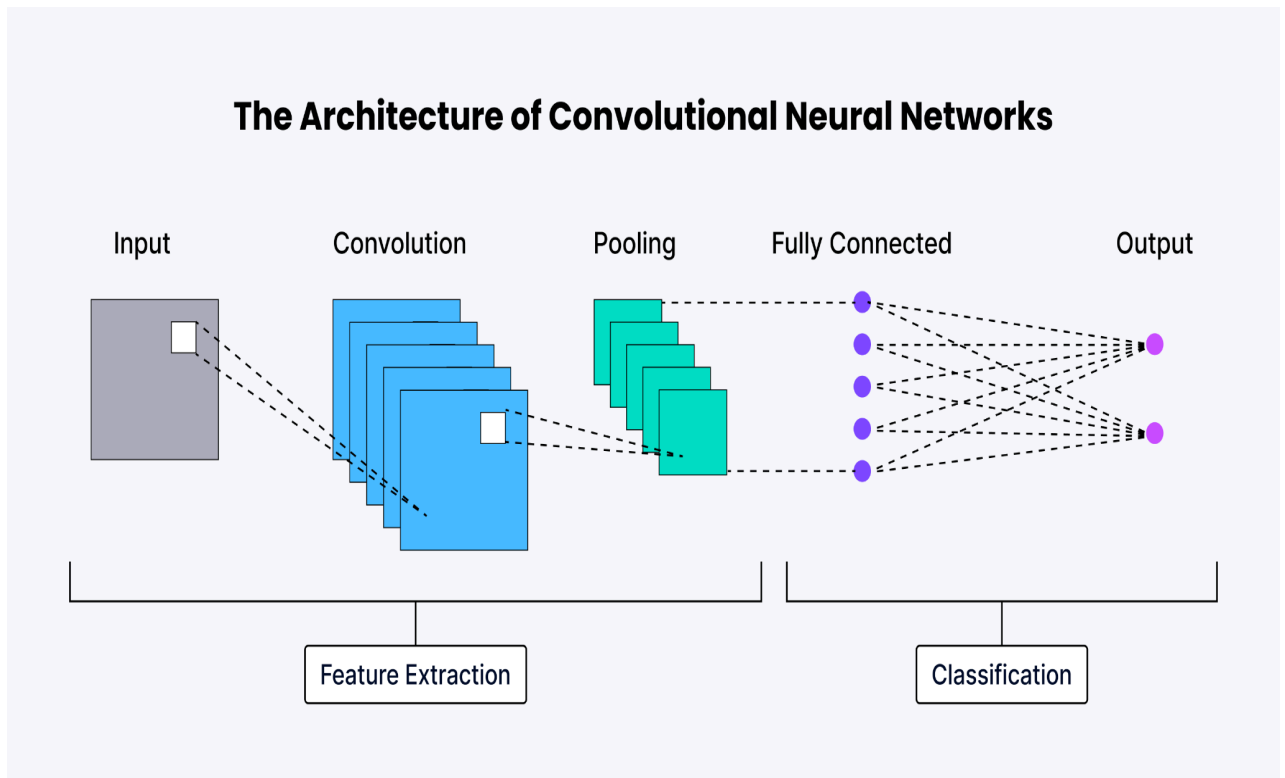 The Architecture of Convolutional Neural Networks
Input
Convolution
Pooling
Fully Connected
Output
Feature Extraction
Classification